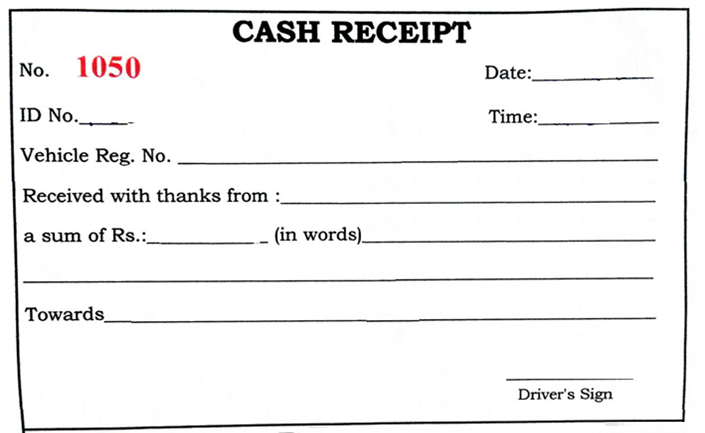 CASH RECEIPT
No. 1050 Date:
ID No. Time:
Vehicle Reg. No.
Received with thanks from :
a sum of Rs.: (in words)
Towards
Driver's Sign